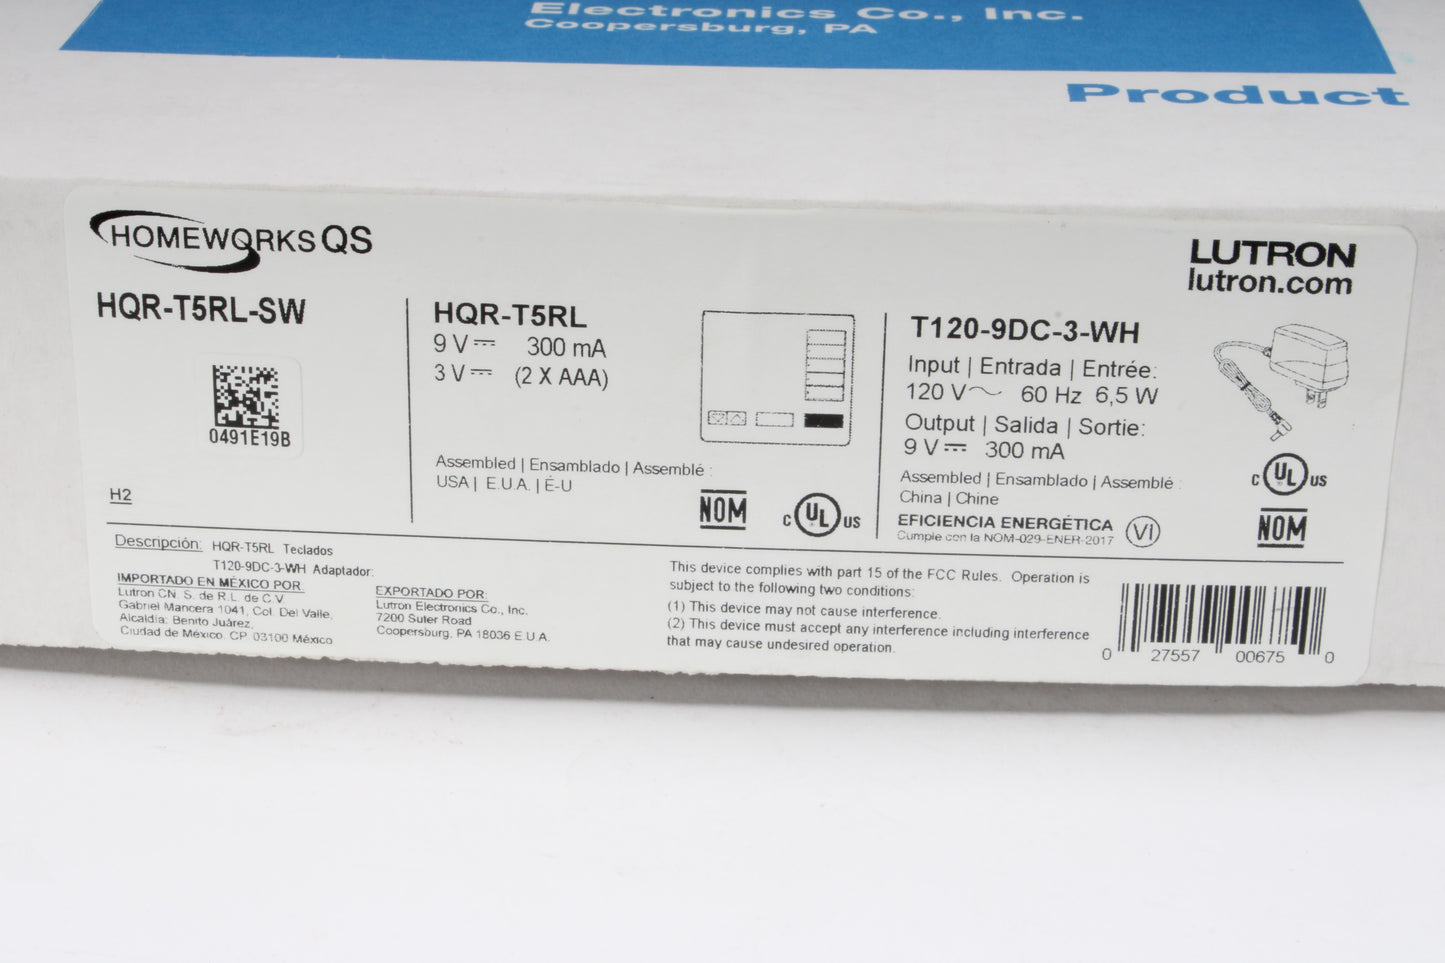 Electronics Co., Inc.
Coopersburg, PA
Product
HOMEWORKS QS
LUTRON
lutron.com
HQR-T5RL-SW
0491E19B
H2
HQR-T5RL
9 V⎓ 300 mA
3 V⎓ (2 X AAA)
Assembled | Ensamblado | Assemblé :
USA | E.U.A. | É-U
NOM
c UL US
T120-9DC-3-WH
Input | Entrada | Entrée:
120 V～ 60 Hz 6,5 W
Output | Salida | Sortie:
9 V⎓ 300 mA
Assembled | Ensamblado | Assemblé :
China | Chine
EFICIENCIA ENERGÉTICA
Cumple con la NOM-029-ENER-2017
VI
c UL US
NOM
Descripción: HQR-T5RL Teclados
T120-9DC-3-WH Adaptador:
IMPORTADO EN MÉXICO POR:
Lutron CN. S. de R.L. de C.V.
Gabriel Mancera 1041, Col. Del Valle,
Alcaldía: Benito Juárez,
Ciudad de México. CP. 03100 México
EXPORTADO POR:
Lutron Electronics Co., Inc.
7200 Suter Road
Coopersburg. PA 18036 E.U.A.
This device complies with part 15 of the FCC Rules. Operation is
subject to the following two conditions:
(1) This device may not cause interference.
(2) This device must accept any interference including interference
that may cause undesired operation.
0 27557 00675 0